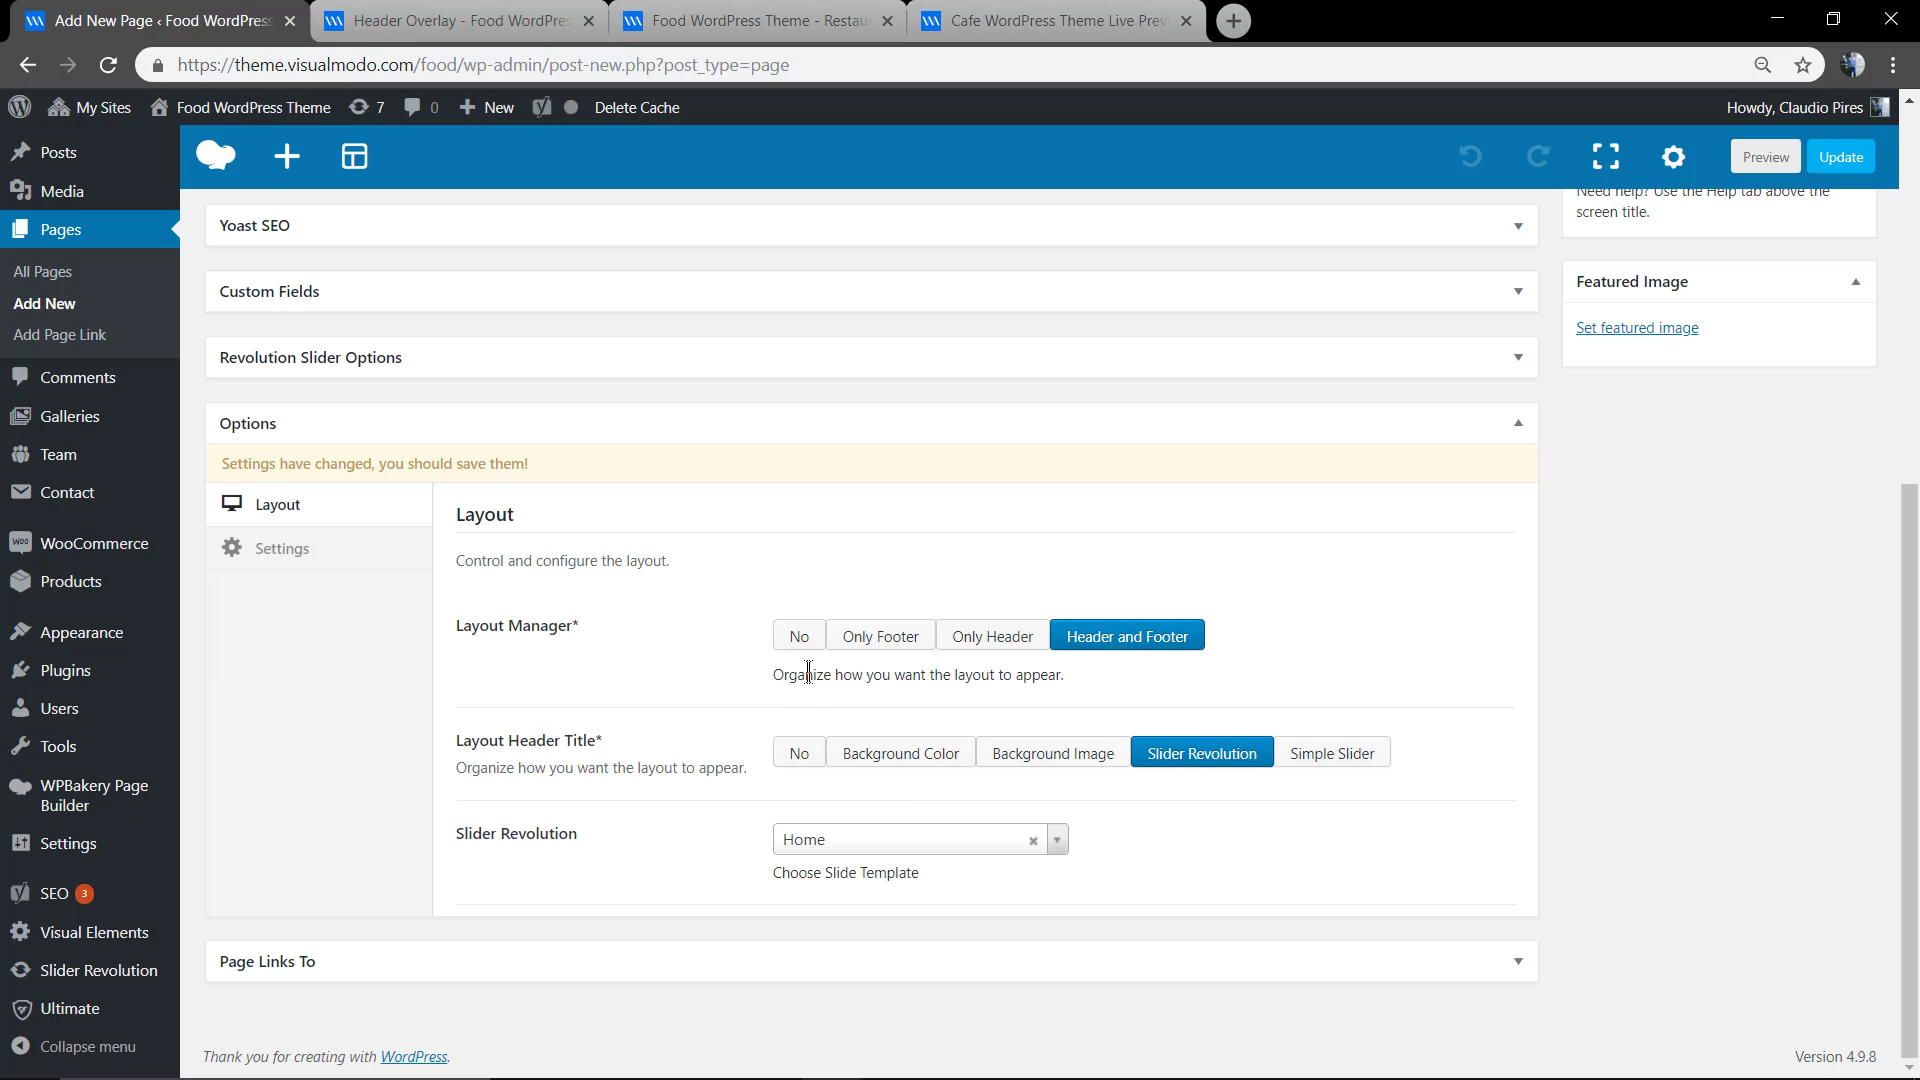 Add New Page ‹ Food WordPress
Header Overlay - Food WordPres
Food WordPress Theme - Restau
Cafe WordPress Theme Live Prev
https://theme.visualmodo.com/food/wp-admin/post-new.php?post_type=page
My Sites
Food WordPress Theme
7
0
New
Delete Cache
Howdy, Claudio Pires
Posts
Media
Pages
All Pages
Add New
Add Page Link
Comments
Galleries
Team
Contact
WooCommerce
Products
Appearance
Plugins
Users
Tools
WPBakery Page
Builder
Settings
SEO 3
Visual Elements
Slider Revolution
Ultimate
Collapse menu
Preview
Update
Need help? Use the Help tab above the
screen title.
Yoast SEO
Custom Fields
Revolution Slider Options
Featured Image
Set featured image
Options
Settings have changed, you should save them!
Layout
Settings
Layout
Control and configure the layout.
Layout Manager*
No
Only Footer
Only Header
Header and Footer
Organize how you want the layout to appear.
Layout Header Title*
Organize how you want the layout to appear.
No
Background Color
Background Image
Slider Revolution
Simple Slider
Slider Revolution
Home
Choose Slide Template
Page Links To
Thank you for creating with WordPress.
Version 4.9.8